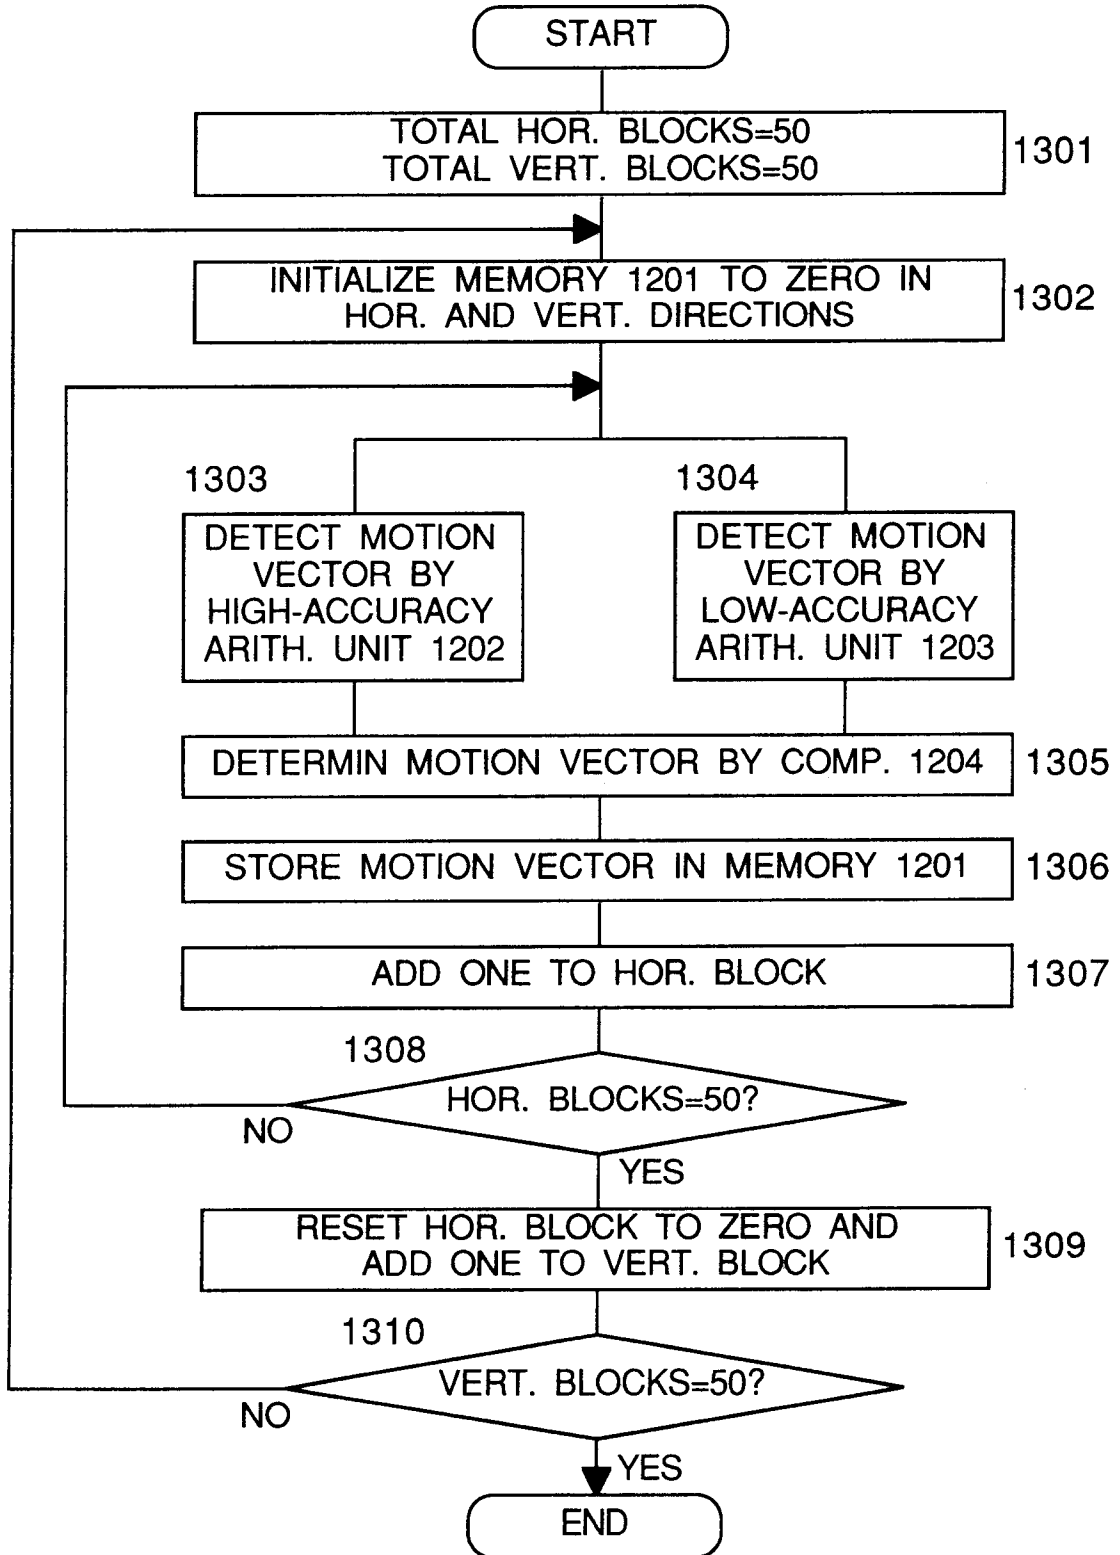 START
TOTAL HOR. BLOCKS=50
TOTAL VERT. BLOCKS=50
1301
INITIALIZE MEMORY 1201 TO ZERO IN
HOR. AND VERT. DIRECTIONS
1302
1303
DETECT MOTION
VECTOR BY
HIGH-ACCURACY
ARITH. UNIT 1202
1304
DETECT MOTION
VECTOR BY
LOW-ACCURACY
ARITH. UNIT 1203
DETERMIN MOTION VECTOR BY COMP. 1204
1305
STORE MOTION VECTOR IN MEMORY 1201
1306
ADD ONE TO HOR. BLOCK
1307
1308
HOR. BLOCKS=50?
NO
YES
RESET HOR. BLOCK TO ZERO AND
ADD ONE TO VERT. BLOCK
1309
1310
VERT. BLOCKS=50?
NO
YES
END